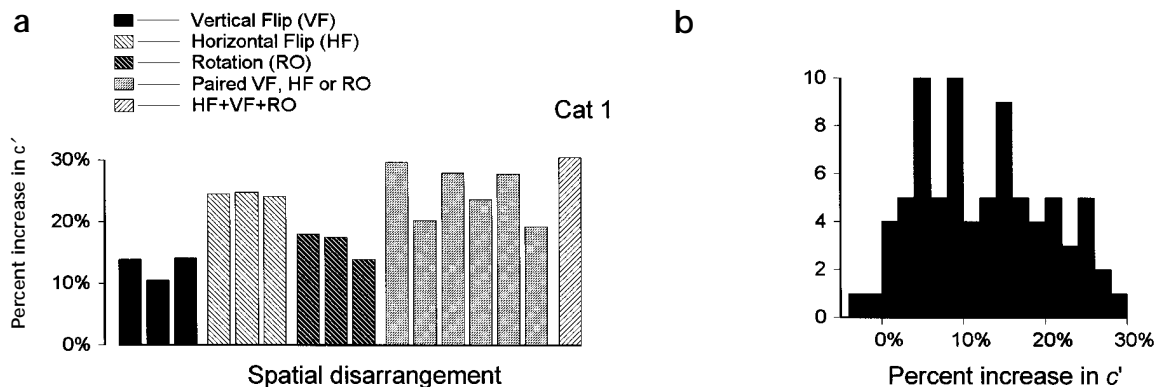 a
Vertical Flip (VF)
Horizontal Flip (HF)
Rotation (RO)
Paired VF, HF or RO
HF+VF+RO
Cat 1
Percent increase in c′
30%
20%
10%
0%
Spatial disarrangement
b
10
8
6
4
2
0
0%
10%
20%
30%
Percent increase in c'